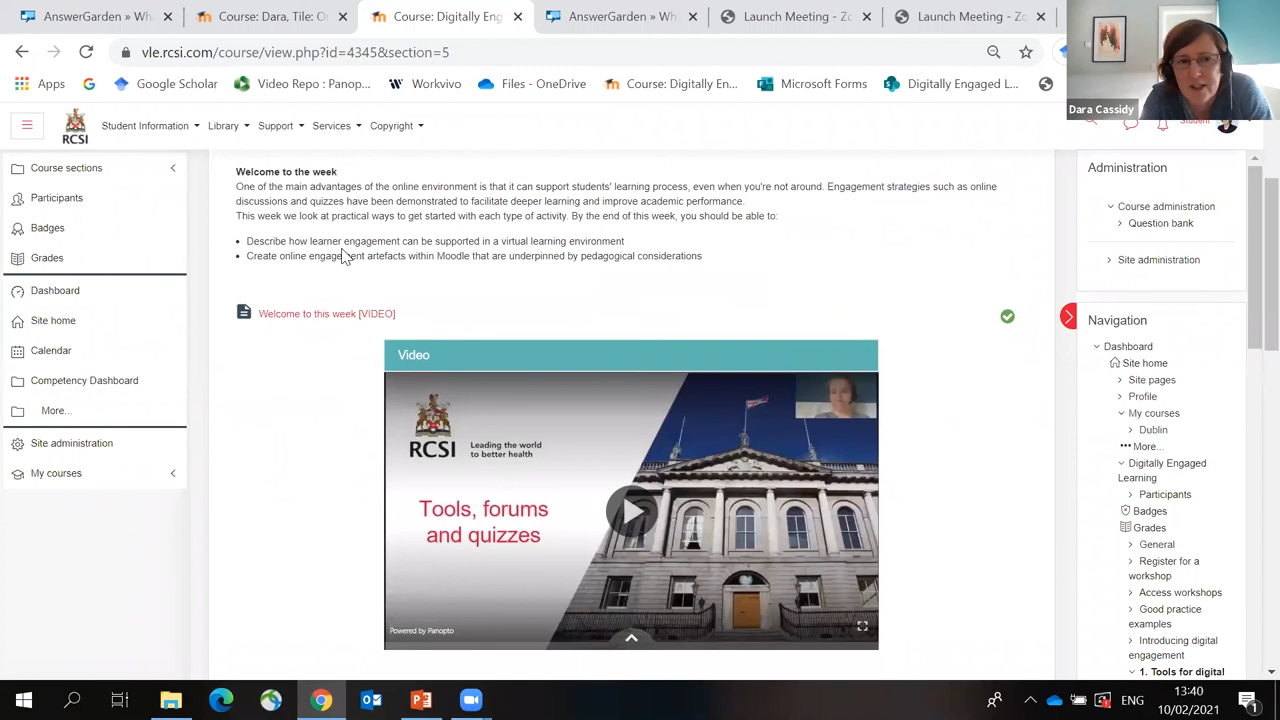 AnswerGarden » Wha
Course: Dara, Tile: O
Course: Digitally Eng
AnswerGarden » Wha
Launch Meeting - Zo
Launch Meeting - Zo
vle.rcsi.com/course/view.php?id=4345&section=5
Apps
Google Scholar
Video Repo : Panop...
Workvivo
Files - OneDrive
Course: Digitally En...
Microsoft Forms
Digitally Engaged L...
Dara Cassidy
RCSI
Student Information
Library
Support
Services
Copyright
Student
Course sections
Participants
Badges
Grades
Dashboard
Site home
Calendar
Competency Dashboard
More...
Site administration
My courses
Welcome to the week
One of the main advantages of the online environment is that it can support students' learning process, even when you're not around. Engagement strategies such as online
discussions and quizzes have been demonstrated to facilitate deeper learning and improve academic performance.
This week we look at practical ways to get started with each type of activity. By the end of this week, you should be able to:
Describe how learner engagement can be supported in a virtual learning environment
Create online engagement artefacts within Moodle that are underpinned by pedagogical considerations
Welcome to this week [VIDEO]
Video
RCSI
Leading the world
to better health
Tools, forums
and quizzes
Powered by Panopto
Administration
Course administration
Question bank
Site administration
Navigation
Dashboard
Site home
Site pages
Profile
My courses
Dublin
More...
Digitally Engaged
Learning
Participants
Badges
Grades
General
Register for a
workshop
Access workshops
Good practice
examples
Introducing digital
engagement
1. Tools for digital
ENG
13:40
10/02/2021
1